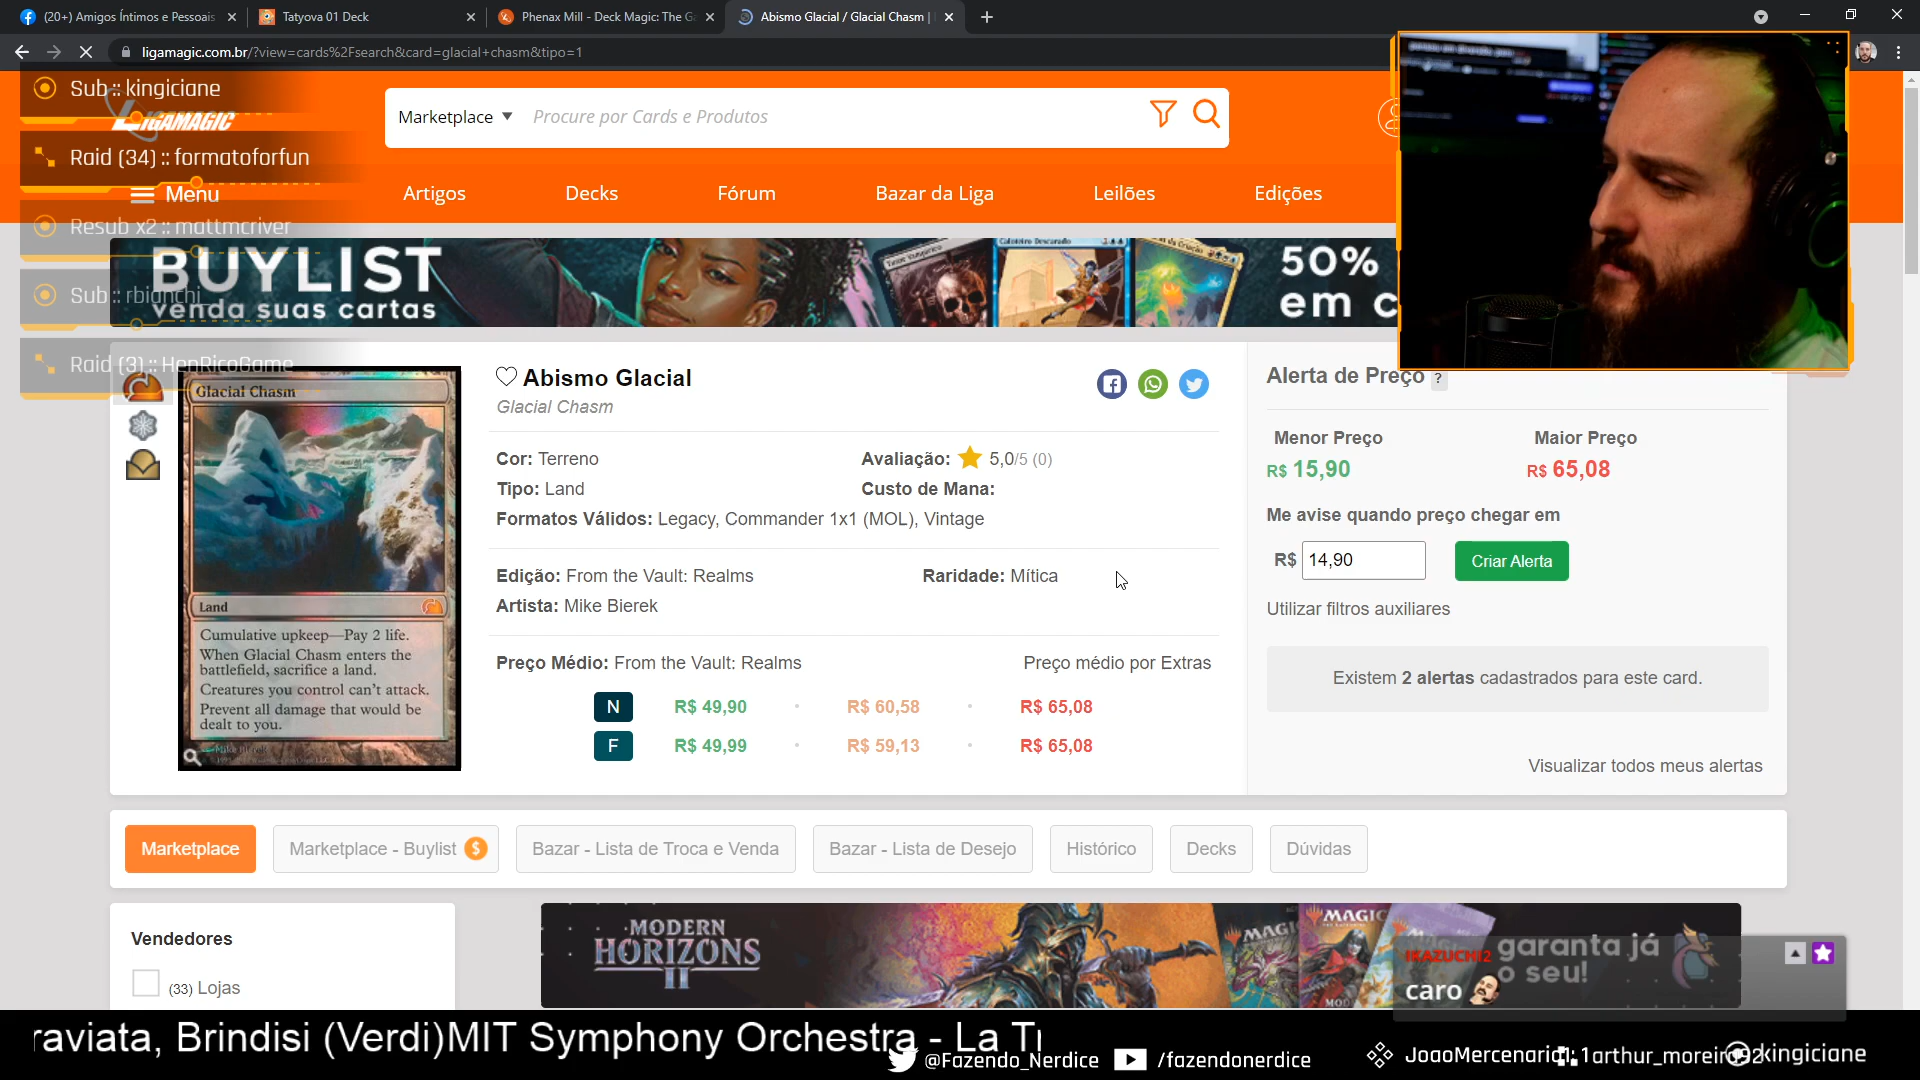 (20+) Amigos Íntimos e Pessoais
Tatyova 01 Deck
Phenax Mill - Deck Magic: The G
Abismo Glacial / Glacial Chasm |
ligamagic.com.br/?view=cards%2Fsearch&card=glacial+chasm&tipo=1
Sub :: kingiciane
LIGAMAGIC
Marketplace
Procure por Cards e Produtos
Raid (34) :: formatoforfun
Menu
Artigos
Decks
Fórum
Bazar da Liga
Leilões
Edições
Resub x2 :: mattmcriver
BUYLIST
venda suas cartas
50%
em c
Sub :: rbianchi
Raid (3) :: HenRicoGame
Glacial Chasm
Land
Cumulative upkeep—Pay 2 life.
When Glacial Chasm enters the
battlefield, sacrifice a land.
Creatures you control can't attack.
Prevent all damage that would be
dealt to you.
Abismo Glacial
Glacial Chasm
Cor: Terreno
Avaliação: 5,0/5 (0)
Tipo: Land
Custo de Mana:
Formatos Válidos: Legacy, Commander 1x1 (MOL), Vintage
Edição: From the Vault: Realms
Raridade: Mítica
Artista: Mike Bierek
Preço Médio: From the Vault: Realms
Preço médio por Extras
N R$ 49,90 R$ 60,58 R$ 65,08
F R$ 49,99 R$ 59,13 R$ 65,08
Alerta de Preço ?
Menor Preço
Maior Preço
R$ 15,90
R$ 65,08
Me avise quando preço chegar em
R$ 14,90
Criar Alerta
Utilizar filtros auxiliares
Existem 2 alertas cadastrados para este card.
Visualizar todos meus alertas
Marketplace
Marketplace - Buylist $
Bazar - Lista de Troca e Venda
Bazar - Lista de Desejo
Histórico
Decks
Dúvidas
Vendedores
(33) Lojas
MODERN
HORIZONS
II
MAGIC
garanta já
o seu!
IKAZUCHI2
caro
raviata, Brindisi (Verdi)MIT Symphony Orchestra - La Tr
@Fazendo_Nerdice
/fazendonerdice
JoaoMercenario
1arthur_moreira92
kingiciane